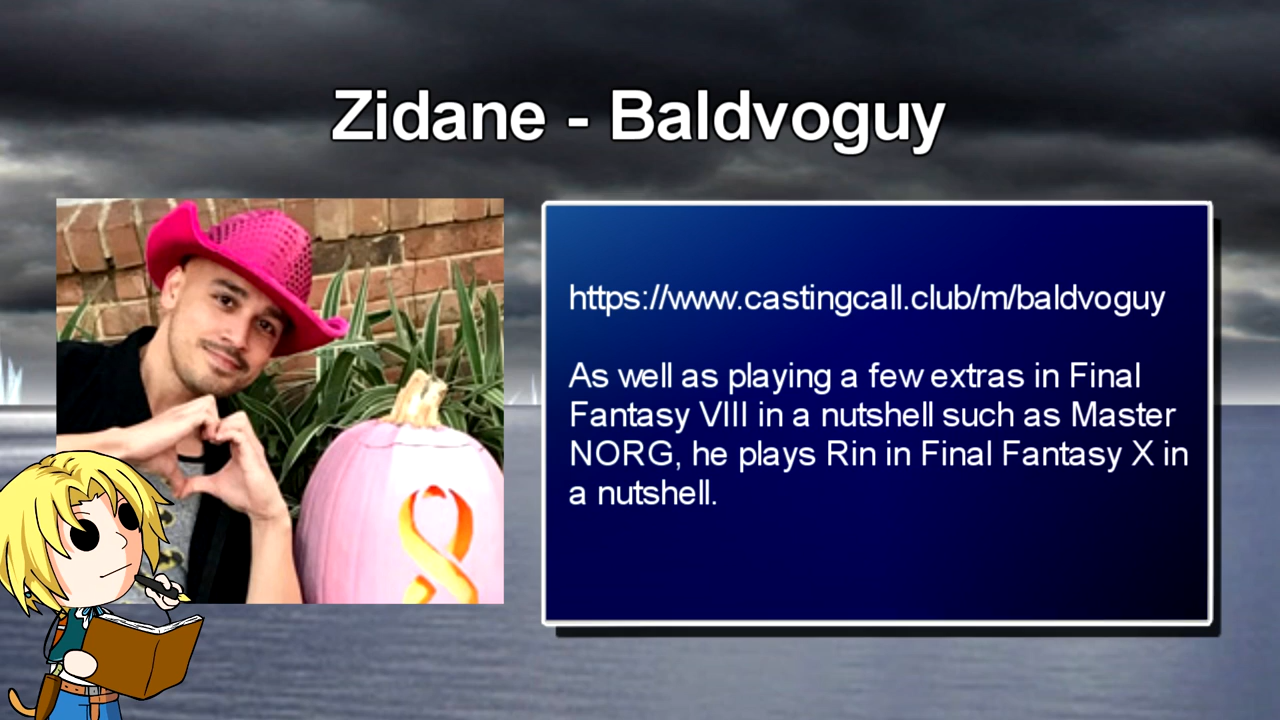 Zidane - Baldvoguy
https://www.castingcall.club/m/baldvoguy
As well as playing a few extras in Final
Fantasy VIII in a nutshell such as Master
NORG, he plays Rin in Final Fantasy X in
a nutshell.